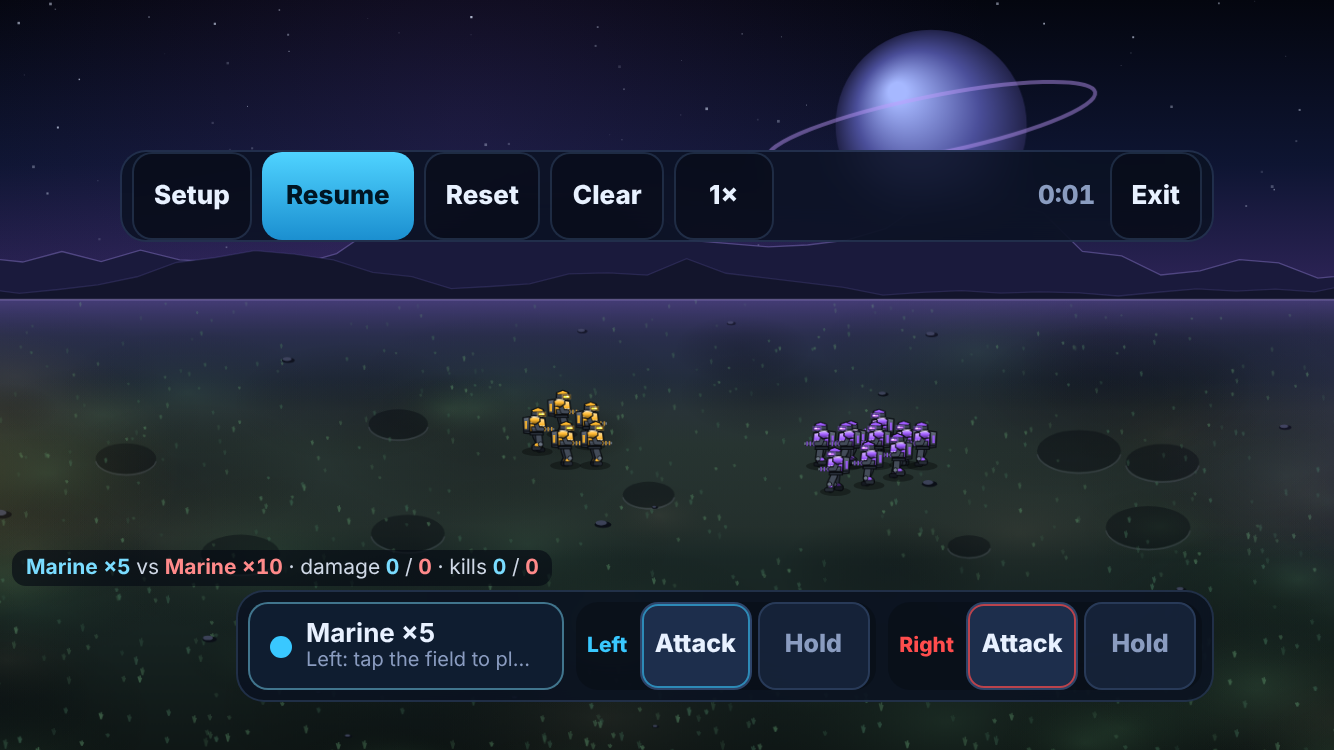 Setup Resume Reset Clear 1× 0:01 Exit
Marine ×5 vs Marine ×10 · damage 0 / 0 · kills 0 / 0
Marine ×5
Left: tap the field to pl...
Left Attack Hold Right Attack Hold